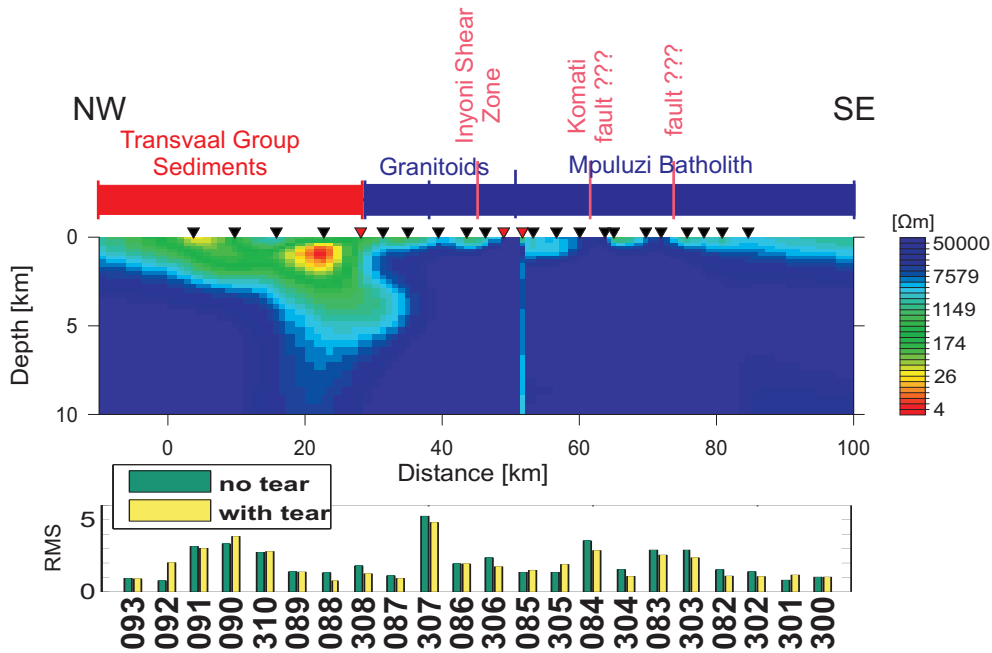 NW
SE
Inyoni Shear
Zone
Komati
fault ???
fault ???
Transvaal Group
Sediments
Granitoids
Mpuluzi Batholith
[Ωm]
50000
7579
1149
174
26
4
Depth [km]
0
5
10
0
20
40
60
80
100
Distance [km]
no tear
with tear
RMS
5
0
093
092
091
090
310
089
088
308
087
307
086
306
085
305
084
304
083
303
082
302
301
300